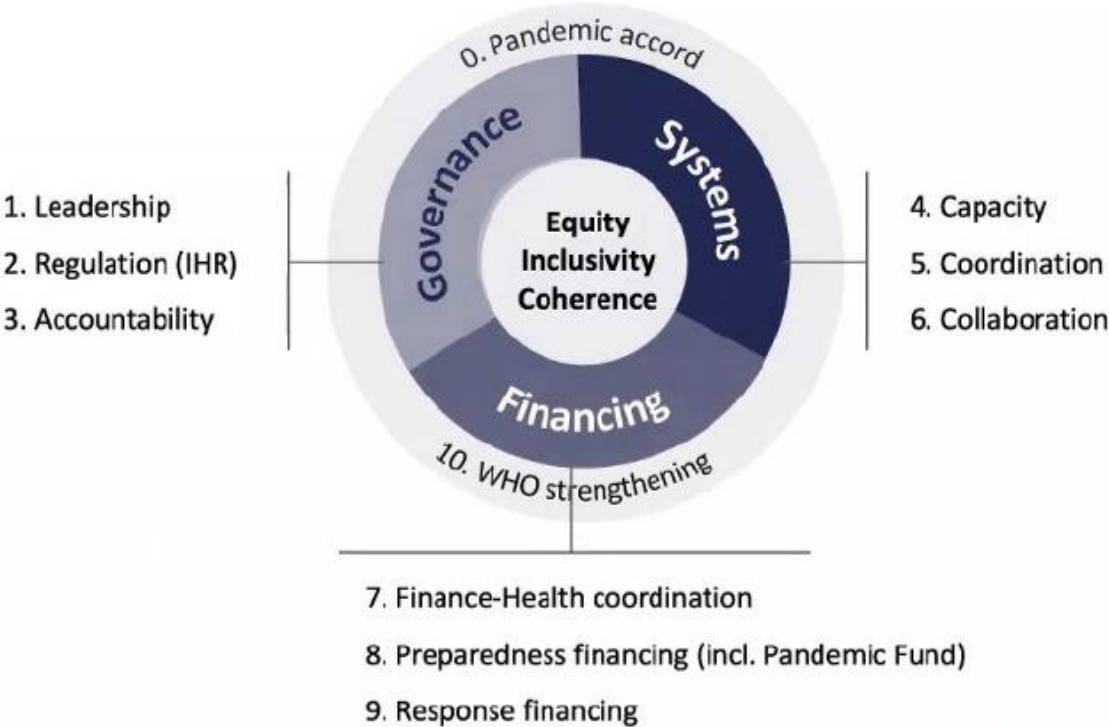 0. Pandemic accord
Governance
Systems
Equity
Inclusivity
Coherence
Financing
10. WHO strengthening
1. Leadership
2. Regulation (IHR)
3. Accountability
4. Capacity
5. Coordination
6. Collaboration
7. Finance-Health coordination
8. Preparedness financing (incl. Pandemic Fund)
9. Response financing